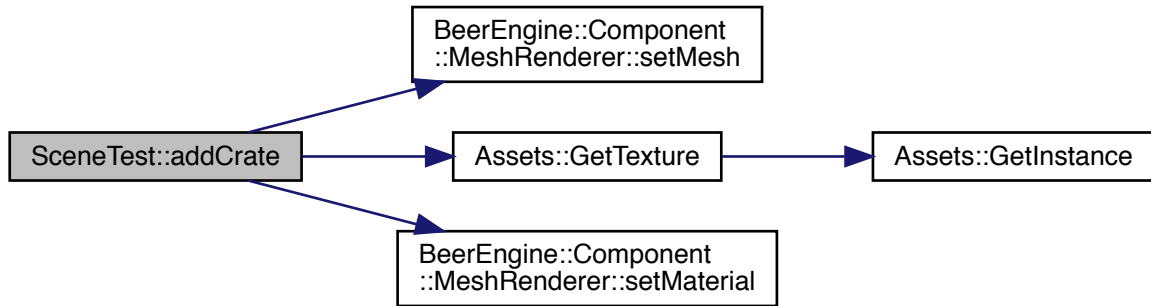 BeerEngine::Component
::MeshRenderer::setMesh
SceneTest::addCrate
Assets::GetTexture
Assets::GetInstance
BeerEngine::Component
::MeshRenderer::setMaterial